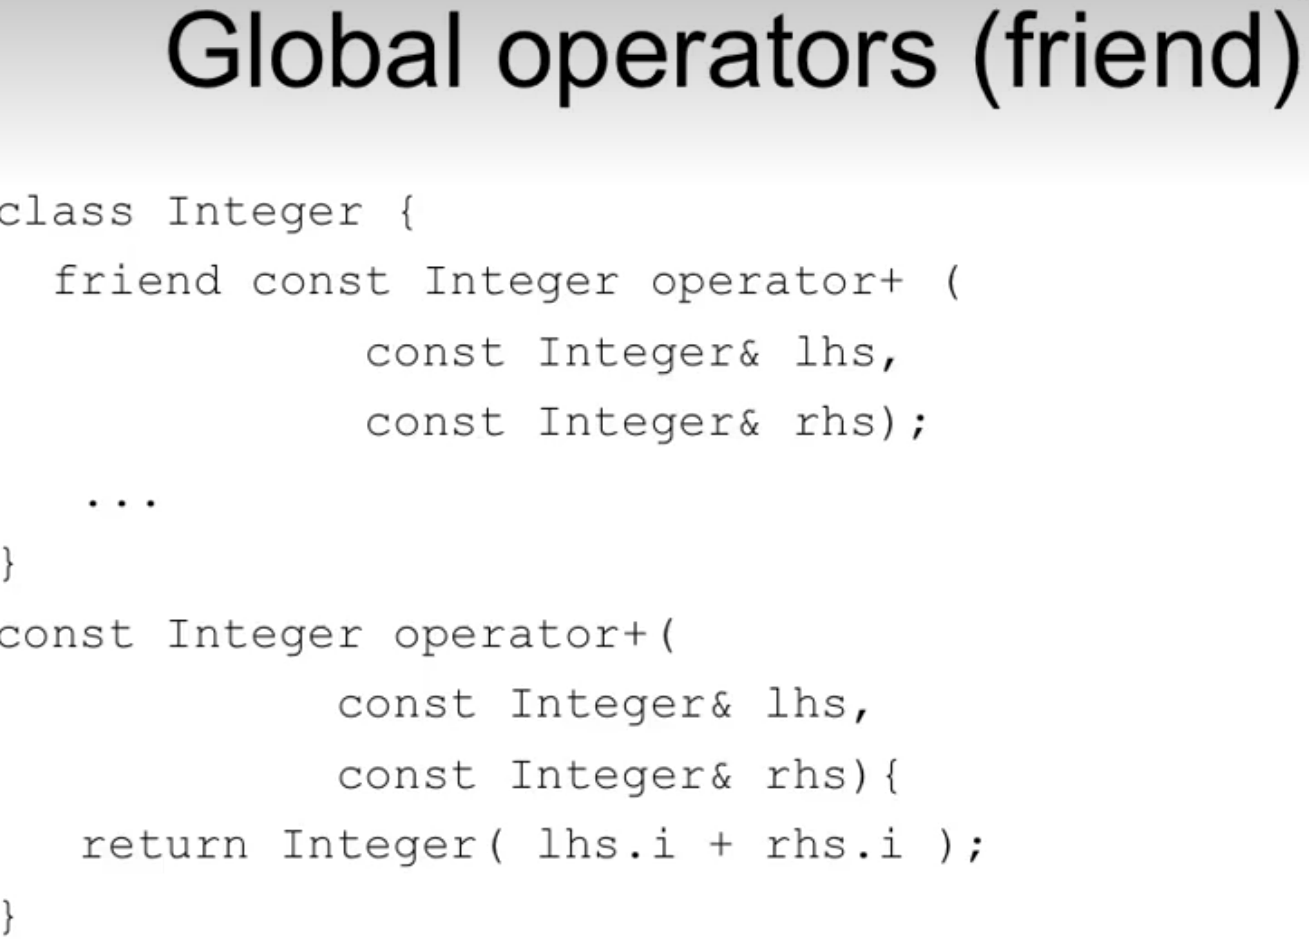 Global operators (friend)
class Integer {
friend const Integer operator+ (
const Integer& lhs,
const Integer& rhs);
...
}
const Integer operator+(
const Integer& lhs,
const Integer& rhs){
return Integer( lhs.i + rhs.i );
}